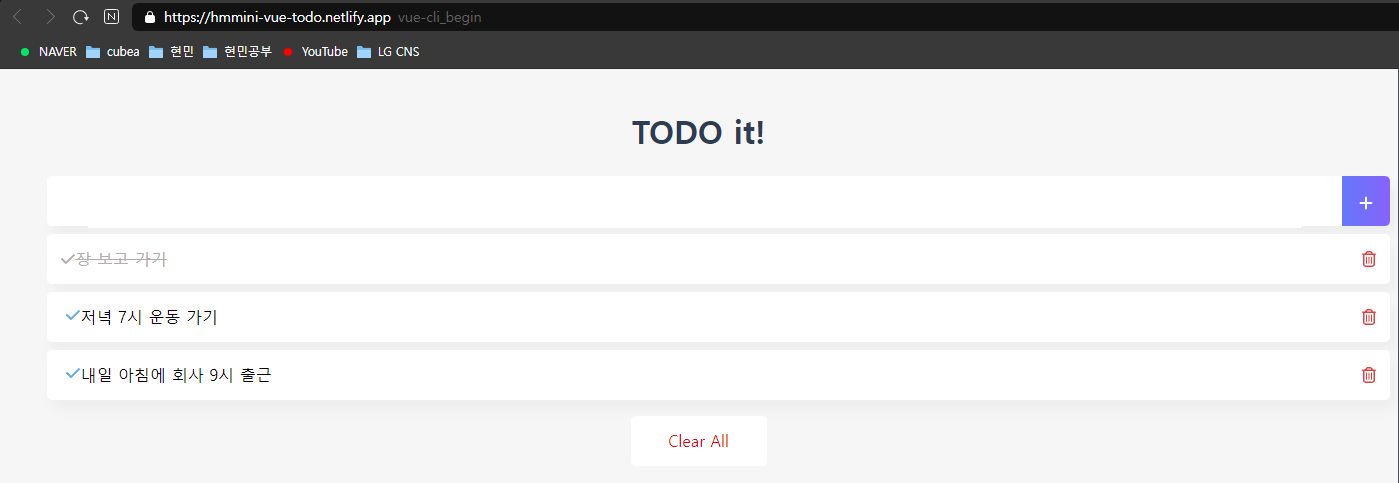 https://hmmini-vue-todo.netlify.app vue-cli_begin
NAVER cubea 현민 현민공부 YouTube LG CNS
TODO it!
+
장 보고 가기
저녁 7시 운동 가기
내일 아침에 회사 9시 출근
Clear All